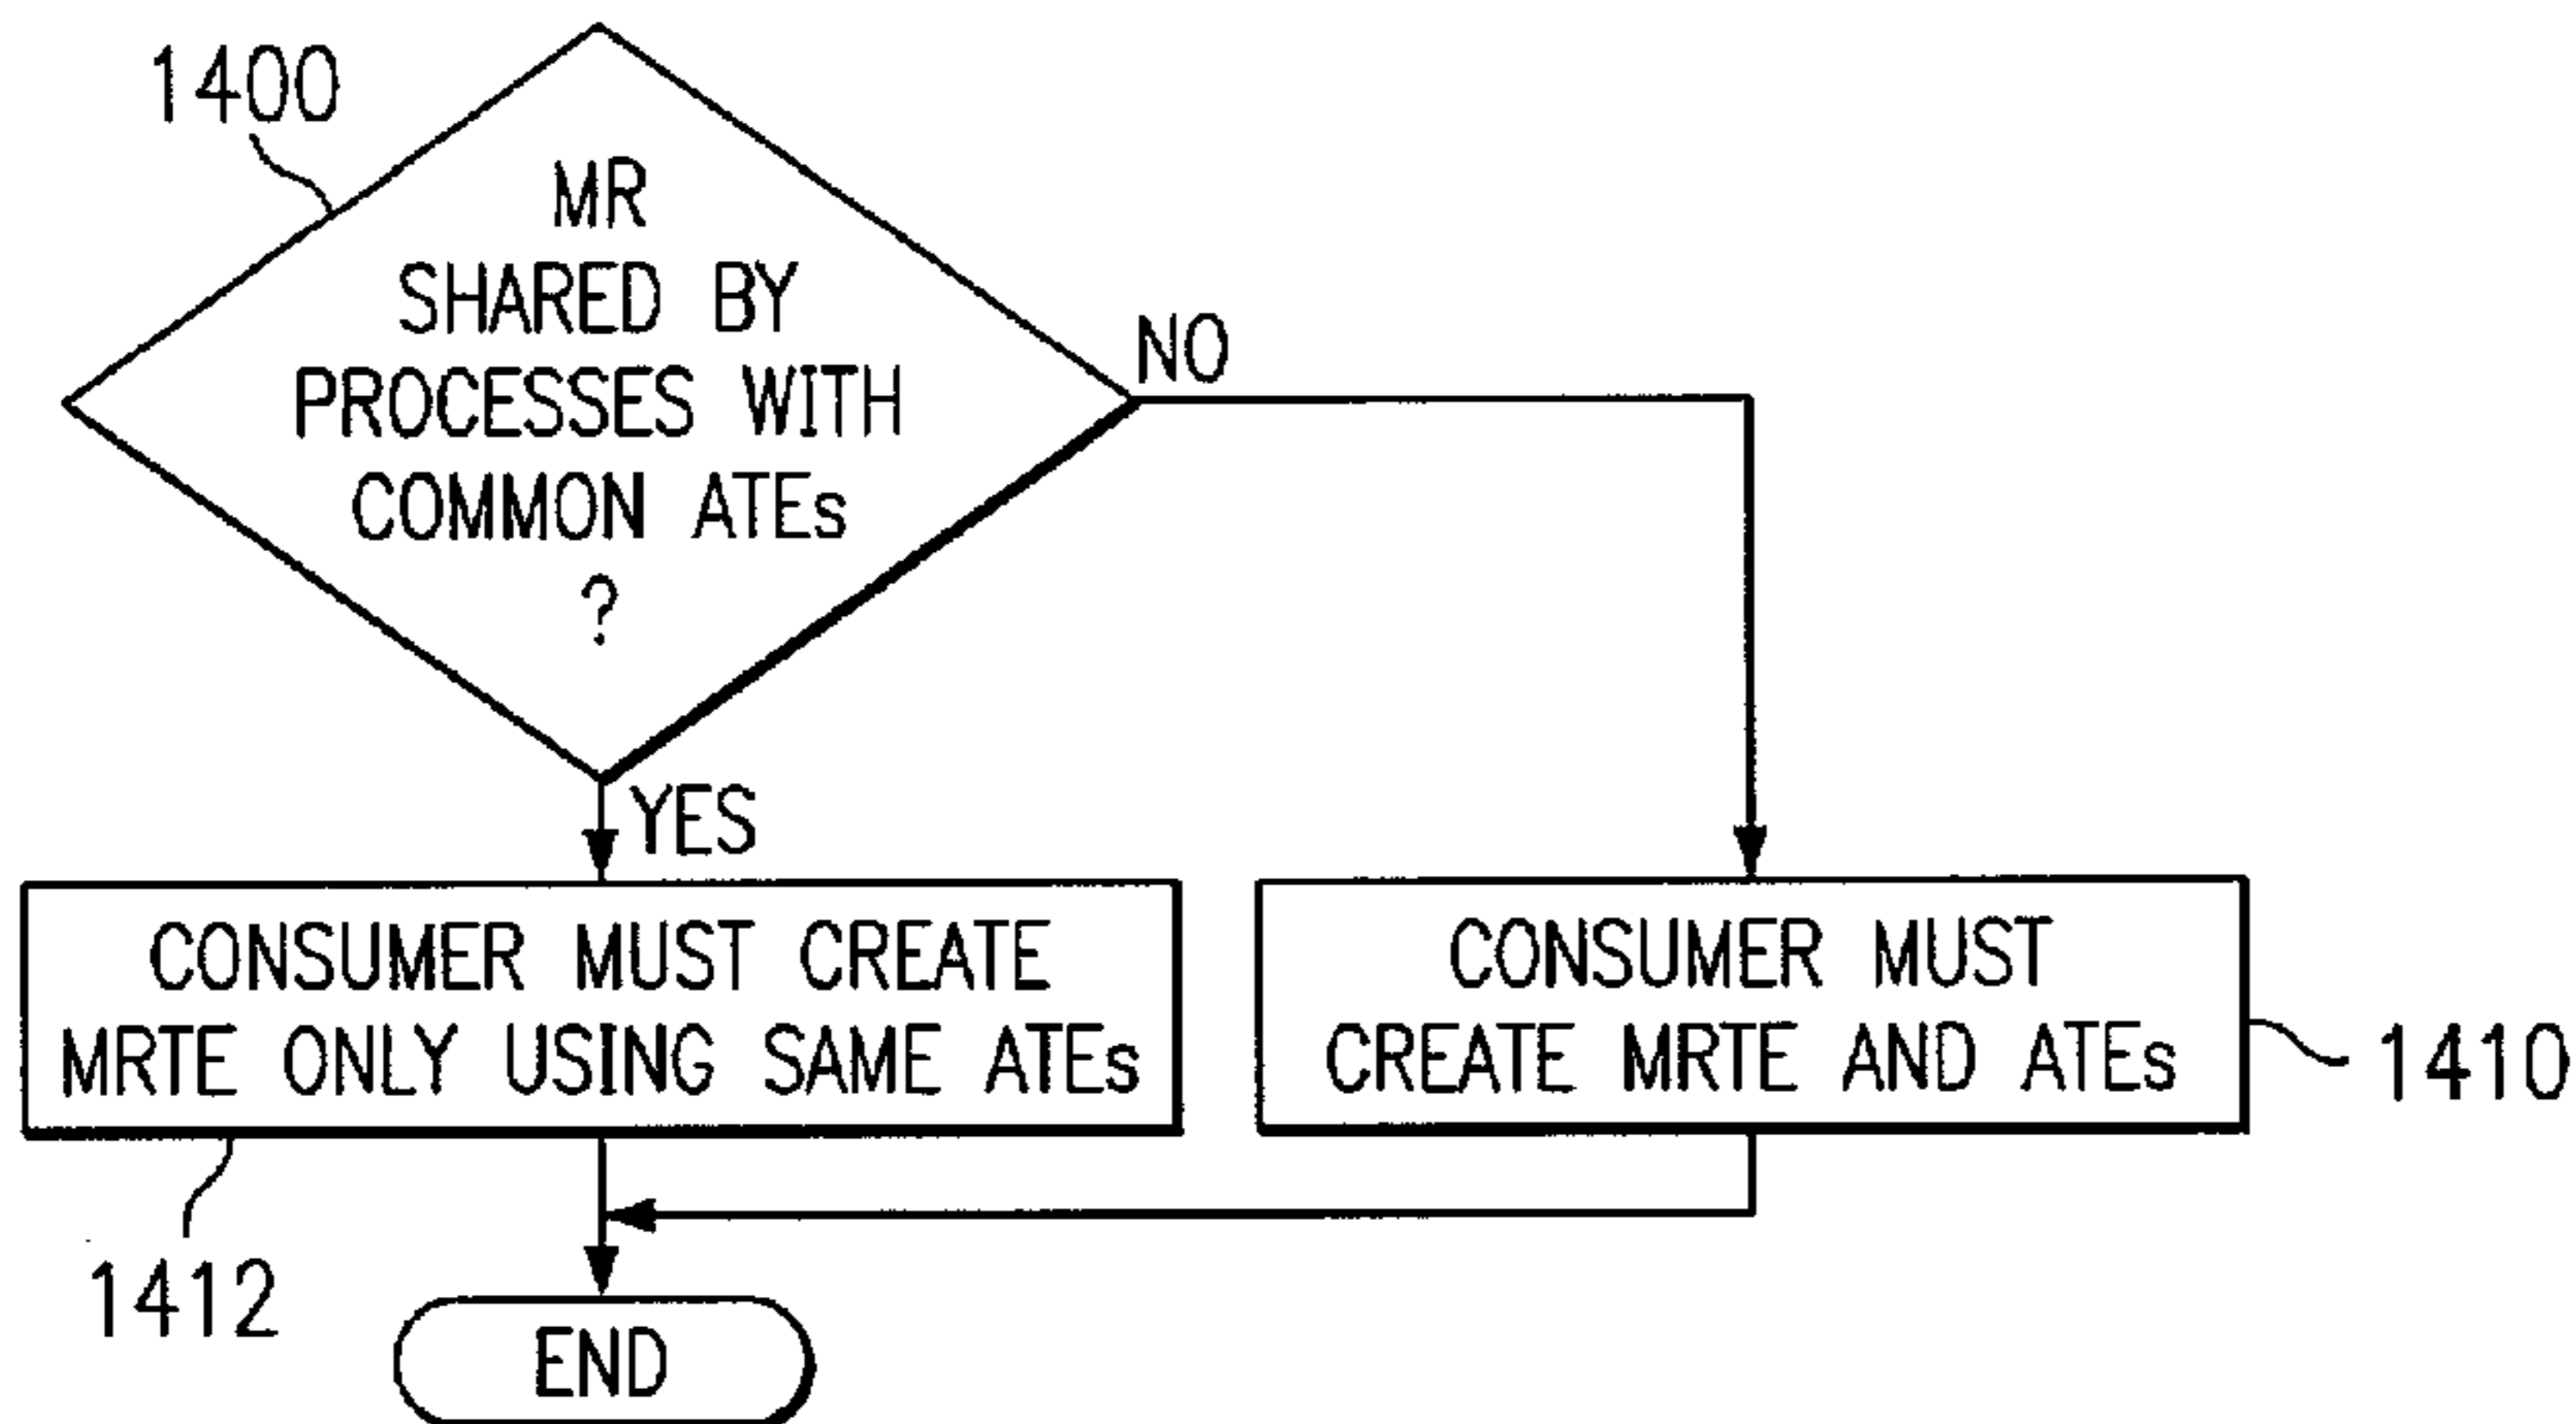 1400
MR
SHARED BY
PROCESSES WITH
COMMON ATEs
?
NO
YES
CONSUMER MUST CREATE
MRTE ONLY USING SAME ATEs
CONSUMER MUST
CREATE MRTE AND ATEs
1410
1412
END